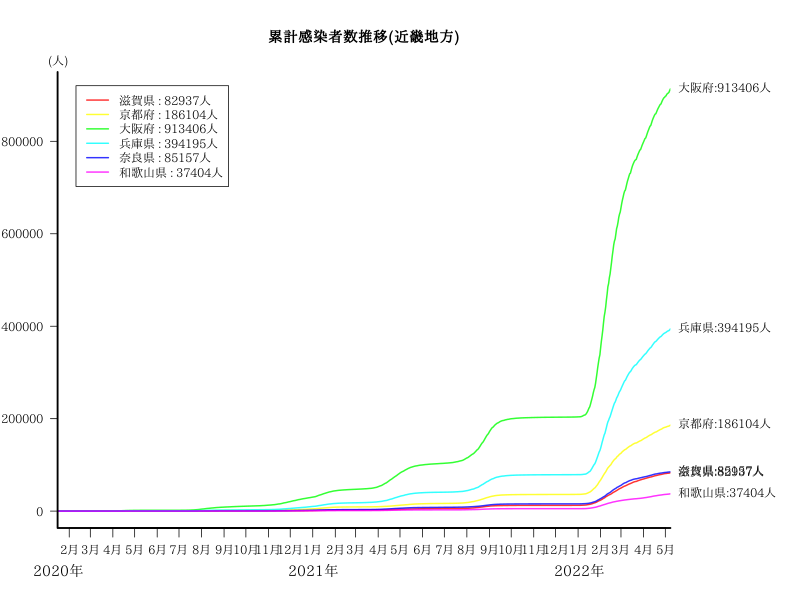 累計感染者数推移(近畿地方)
(人)
滋賀県 : 82937人
京都府 : 186104人
大阪府 : 913406人
兵庫県 : 394195人
奈良県 : 85157人
和歌山県 : 37404人
大阪府:913406人
800000
600000
400000
兵庫県:394195人
200000
京都府:186104人
和歌山県:37404人
0
2月 3月 4月 5月 6月 7月 8月 9月 10月 11月 12月 1月 2月 3月 4月 5月 6月 7月 8月 9月 10月 11月 12月 1月 2月 3月 4月 5月
2020年 2021年 2022年